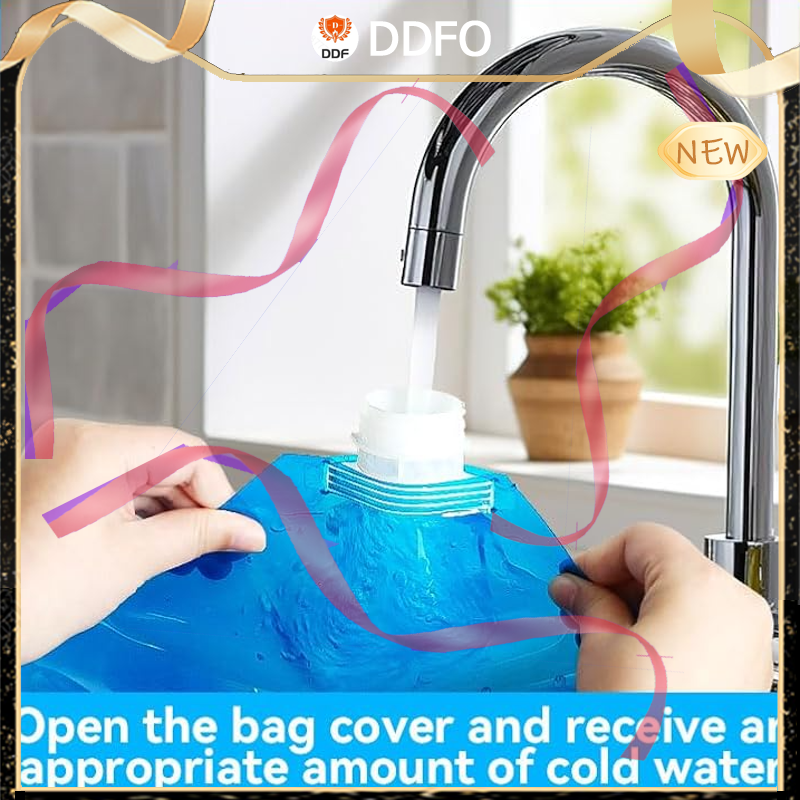 DDF
DDFO
NEW
Open the bag cover and receive an
appropriate amount of cold water